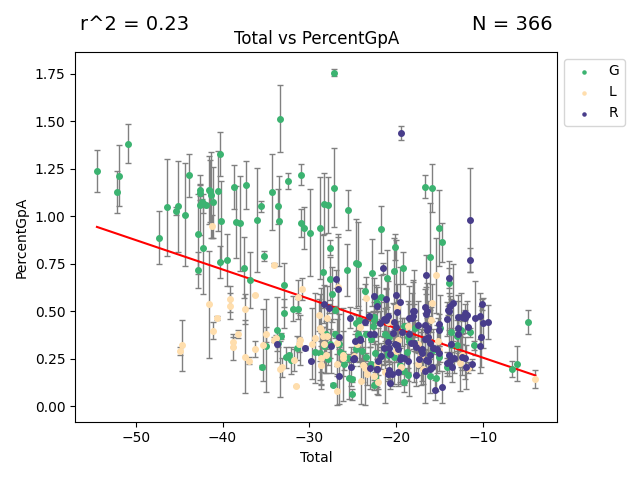 r^2 = 0.23 N = 366
Total vs PercentGpA
G
L
R
PercentGpA
1.75
1.50
1.25
1.00
0.75
0.50
0.25
0.00
−50 −40 −30 −20 −10
Total